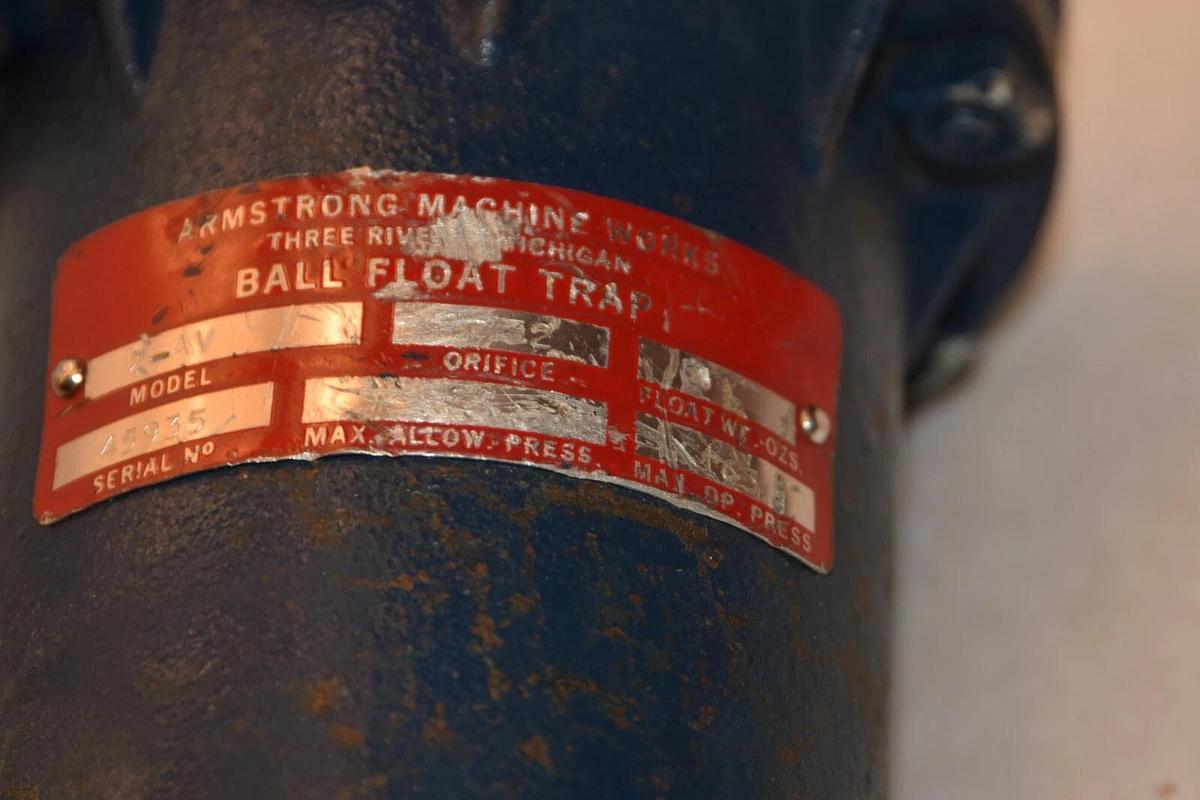 ARMSTRONG MACHINE WORKS
THREE RIVERS MICHIGAN
BALL FLOAT TRAP
MODEL
ORIFICE
FLOAT WT.-OZS.
45935
SERIAL NO
MAX. ALLOW. PRESS.
MAX. OP. PRESS